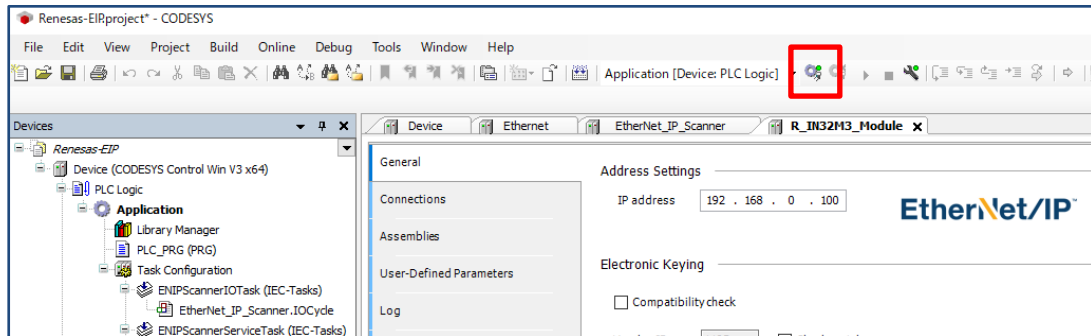 Renesas-EIP.project* - CODESYS
File Edit View Project Build Online Debug Tools Window Help
Application [Device: PLC Logic]
Devices
Device
Ethernet
EtherNet_IP_Scanner
R_IN32M3_Module
Renesas-EIP
Device (CODESYS Control Win V3 x64)
PLC Logic
Application
Library Manager
PLC_PRG (PRG)
Task Configuration
ENIPScannerIOTask (IEC-Tasks)
EtherNet_IP_Scanner.IOCycle
ENIPScannerServiceTask (IEC-Tasks)
General
Connections
Assemblies
User-Defined Parameters
Log
Address Settings
IP address 192 . 168 . 0 . 100
EtherNet/IP
Electronic Keying
Compatibility check